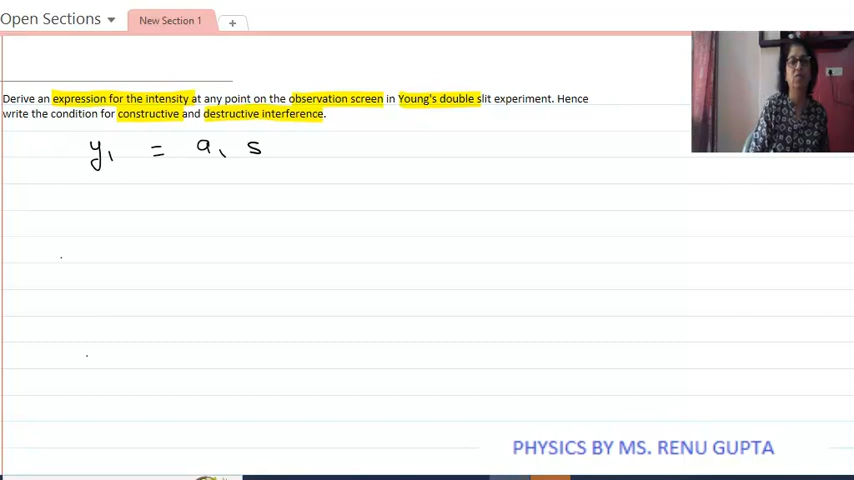 Open Sections New Section 1 +
Derive an expression for the intensity at any point on the observation screen in Young's double slit experiment. Hence
write the condition for constructive and destructive interference.
y₁ = a₁ s
PHYSICS BY MS. RENU GUPTA